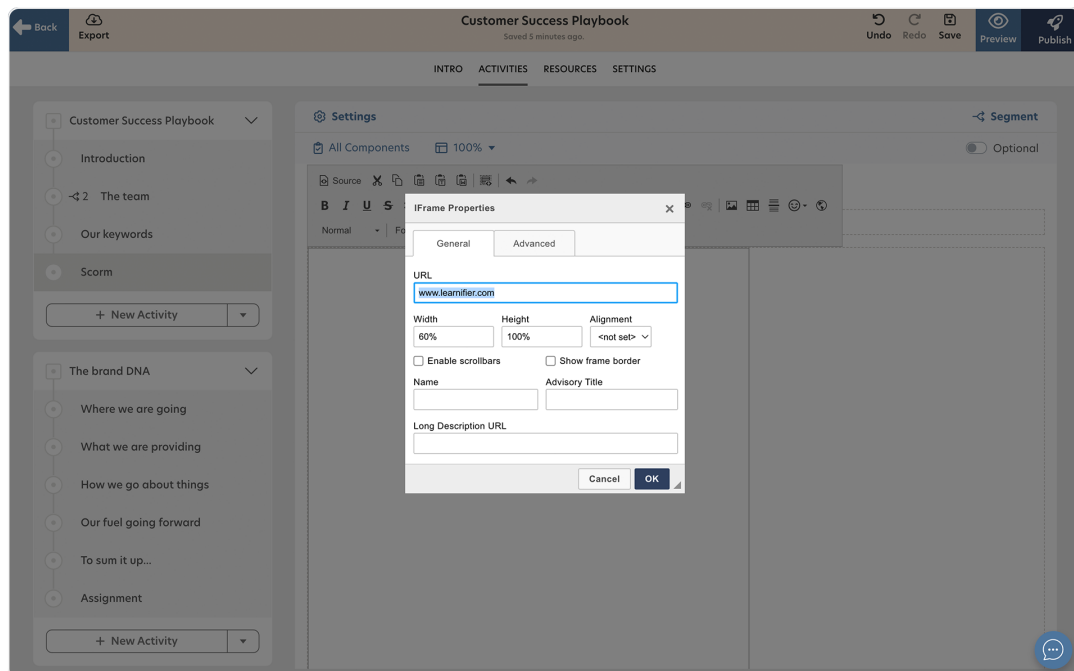 Back
Export
Customer Success Playbook
Saved 5 minutes ago.
Undo
Redo
Save
Preview
Publish
INTRO ACTIVITIES RESOURCES SETTINGS
Customer Success Playbook
Introduction
2 The team
Our keywords
Scorm
+ New Activity
The brand DNA
Where we are going
What we are providing
How we go about things
Our fuel going forward
To sum it up...
Assignment
+ New Activity
Settings
Segment
All Components
100%
Optional
Source
B I U S
Normal
Fo
IFrame Properties
General
Advanced
URL
www.learnifier.com
Width Height Alignment
60% 100% <not set>
Enable scrollbars Show frame border
Name Advisory Title
Long Description URL
Cancel OK